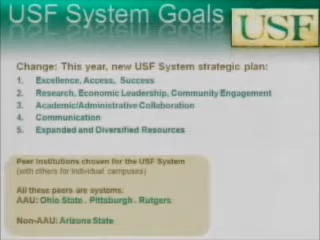 USF System Goals
USF
Change: This year, new USF System strategic plan:
1. Excellence, Access, Success
2. Research, Economic Leadership, Community Engagement
3. Academic/Administrative Collaboration
4. Communication
5. Expanded and Diversified Resources
Peer Institutions chosen for the USF System
(with others for individual campuses)
All these peers are systems:
AAU: Ohio State, Pittsburgh, Rutgers
Non-AAU: Arizona State